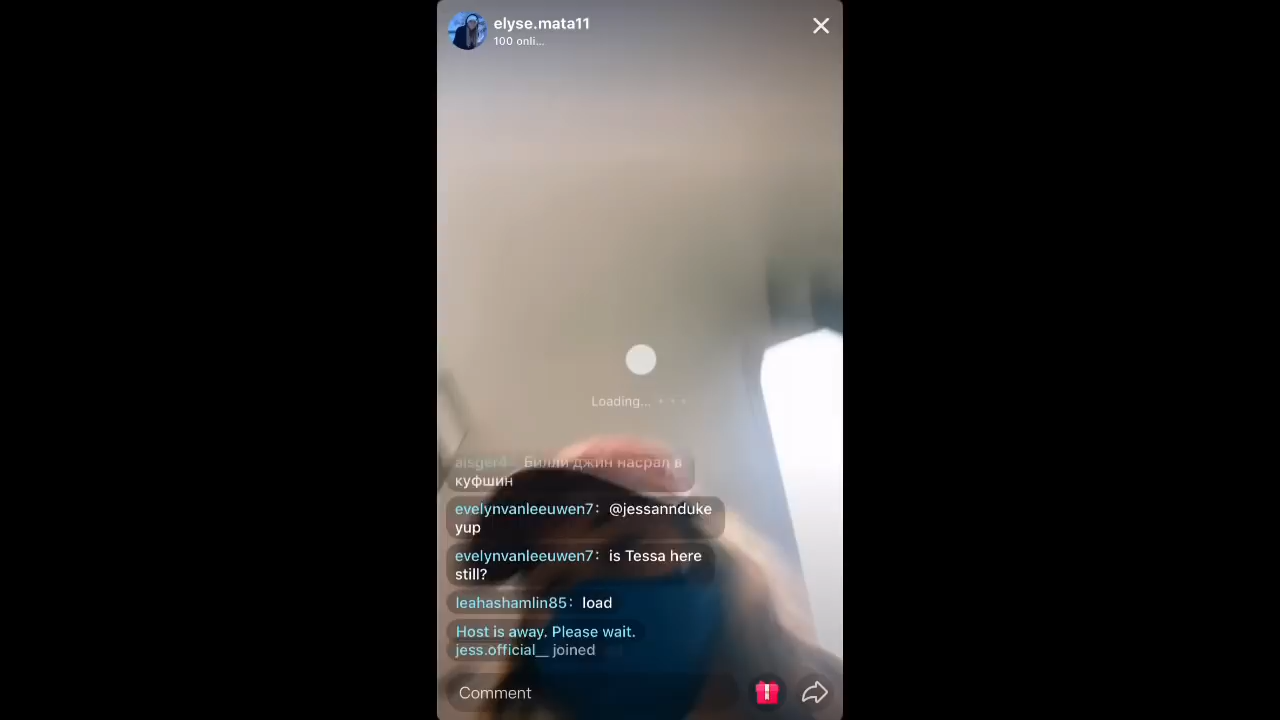 elyse.mata11
100 onli...
Loading...
aisger4: Билли джин насрал в
куфшин
evelynvanleeuwen7: @jessannduke
yup
evelynvanleeuwen7: is Tessa here
still?
leahashamlin85: load
Host is away. Please wait.
jess.official__ joined
Comment